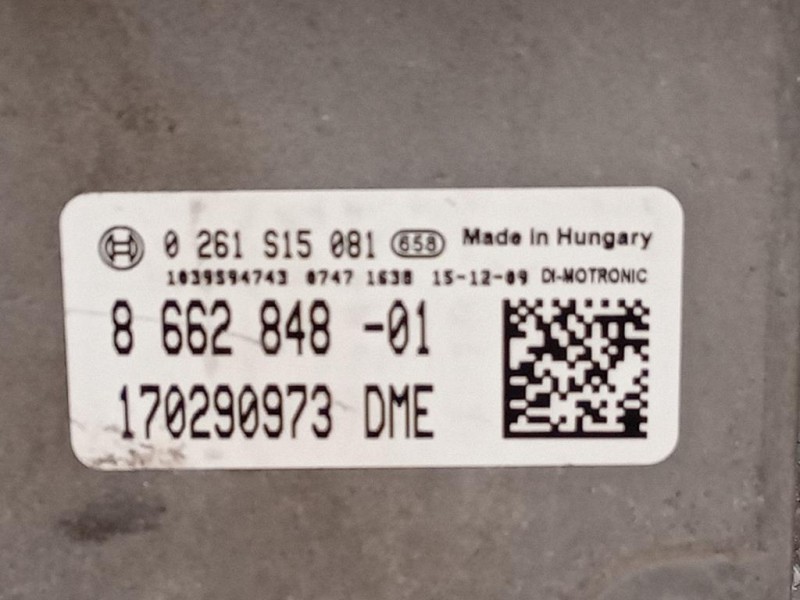 0 261 S15 081 658 Made in Hungary
1039S94743 0747 1638 15-12-09 DI-MOTRONIC
8 662 848 -01
170290973 DME